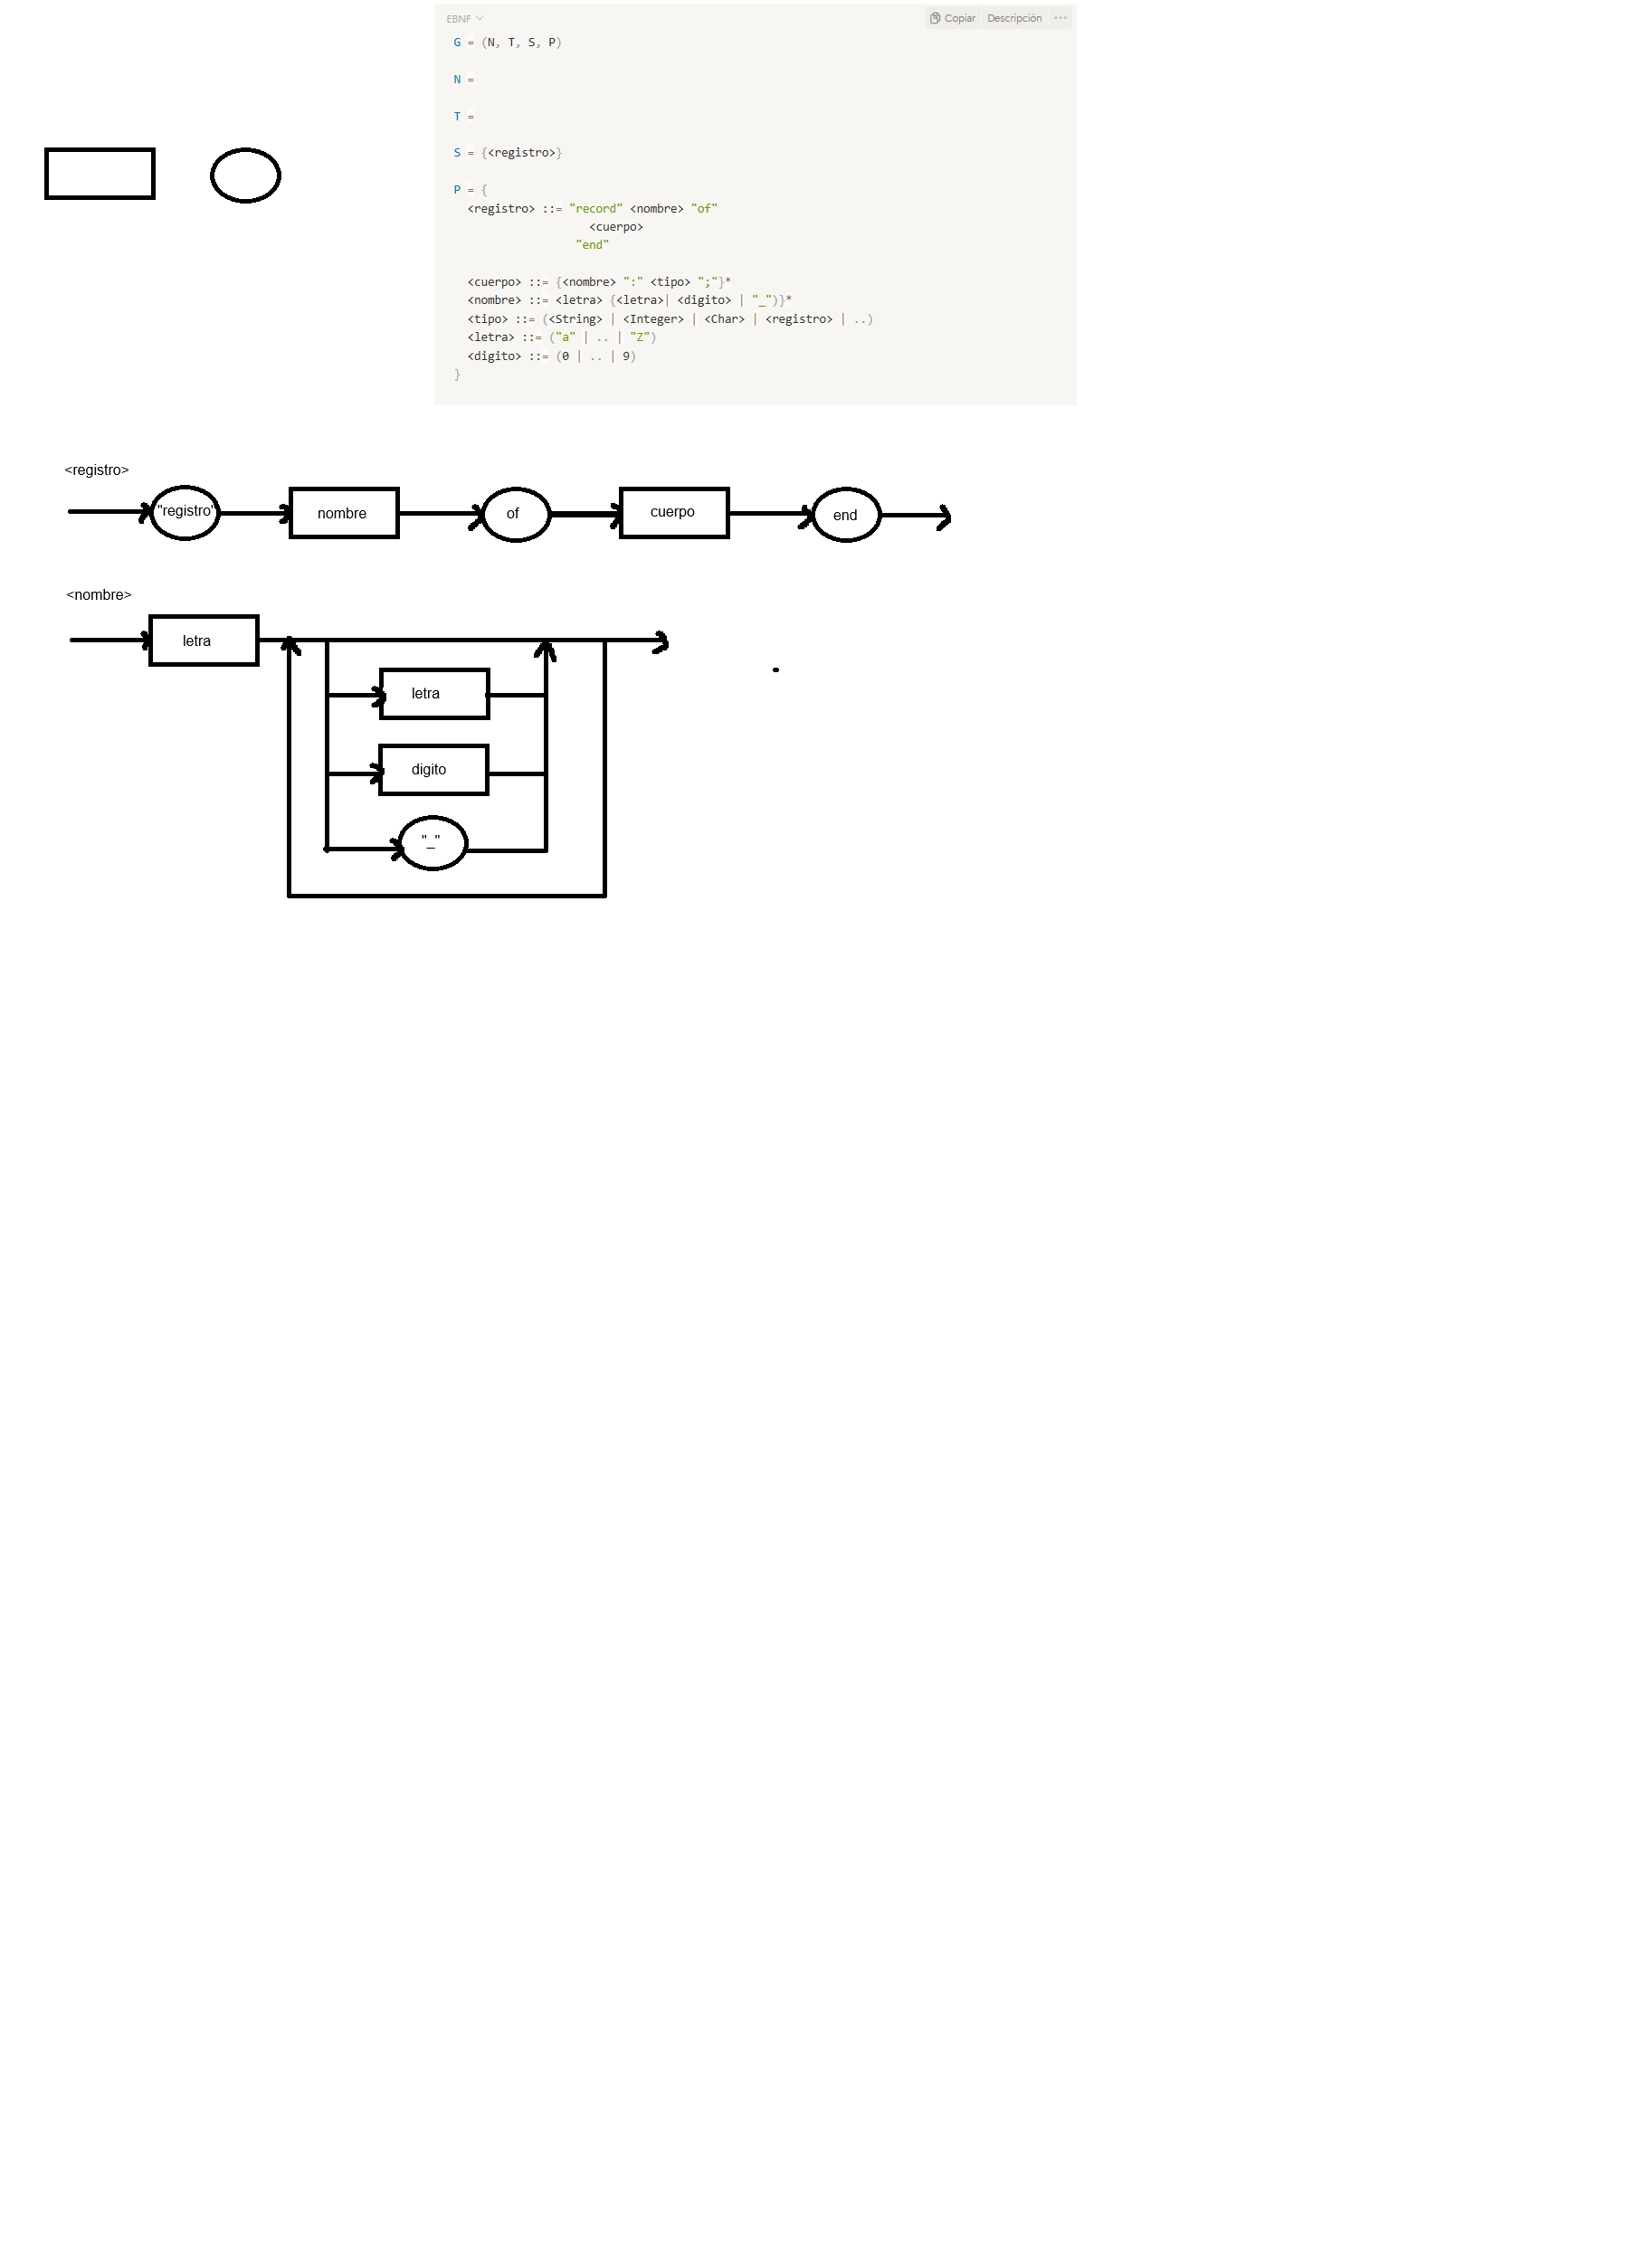 EBNF
Copiar Descripción ...
G = (N, T, S, P)
N =
T =
S = {<registro>}
P = {
<registro> ::= "record" <nombre> "of"
<cuerpo>
"end"
<cuerpo> ::= {<nombre> ":" <tipo> ";"}*
<nombre> ::= <letra> {<letra>| <digito> | "_")}*
<tipo> ::= (<String> | <Integer> | <Char> | <registro> | ..)
<letra> ::= ("a" | .. | "Z")
<digito> ::= (0 | .. | 9)
}
<registro>
"registro"
nombre
of
cuerpo
end
<nombre>
letra
letra
digito
"_"